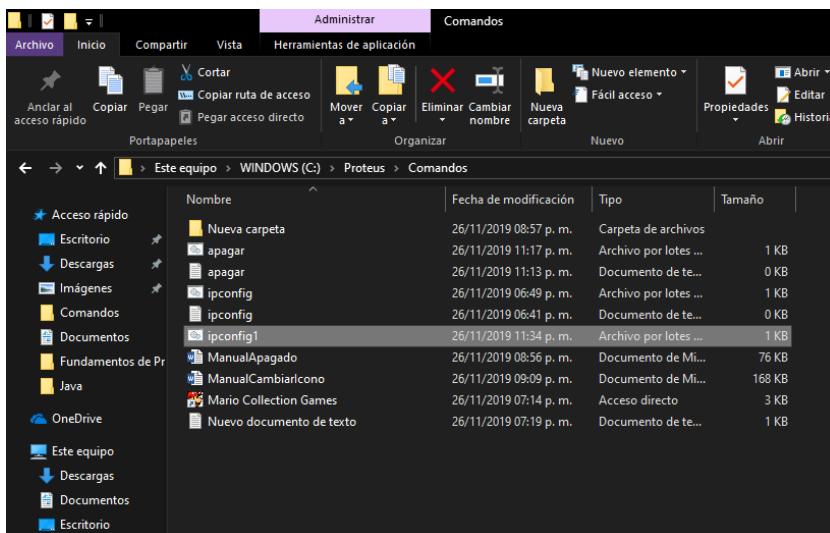 Administrar Comandos
Archivo Inicio Compartir Vista Herramientas de aplicación
Anclar al acceso rápido
Copiar
Pegar
Cortar
Copiar ruta de acceso
Pegar acceso directo
Portapapeles
Mover a
Copiar a
Eliminar
Cambiar nombre
Organizar
Nueva carpeta
Nuevo elemento
Fácil acceso
Nuevo
Propiedades
Abrir
Editar
Abrir
Este equipo > WINDOWS (C:) > Proteus > Comandos
Acceso rápido
Escritorio
Descargas
Imágenes
Comandos
Documentos
Fundamentos de Pr
Java
OneDrive
Este equipo
Descargas
Documentos
Escritorio
Nombre Fecha de modificación Tipo Tamaño
Nueva carpeta 26/11/2019 08:57 p. m. Carpeta de archivos
apagar 26/11/2019 11:17 p. m. Archivo por lotes ... 1 KB
apagar 26/11/2019 11:13 p. m. Documento de te... 0 KB
ipconfig 26/11/2019 06:49 p. m. Archivo por lotes ... 1 KB
ipconfig 26/11/2019 06:41 p. m. Documento de te... 0 KB
ipconfig1 26/11/2019 11:34 p. m. Archivo por lotes ... 1 KB
ManualApagado 26/11/2019 08:56 p. m. Documento de Mi... 76 KB
ManualCambiarIcono 26/11/2019 09:09 p. m. Documento de Mi... 168 KB
Mario Collection Games 26/11/2019 07:14 p. m. Acceso directo 3 KB
Nuevo documento de texto 26/11/2019 07:19 p. m. Documento de te... 1 KB